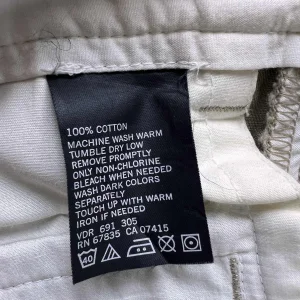 100% COTTON
MACHINE WASH WARM
TUMBLE DRY LOW
REMOVE PROMPTLY
ONLY NON-CHLORINE
BLEACH WHEN NEEDED
WASH DARK COLORS
SEPARATELY
TOUCH UP WITH WARM
IRON IF NEEDED
VDR 691 305
RN 67835 CA 07415
40